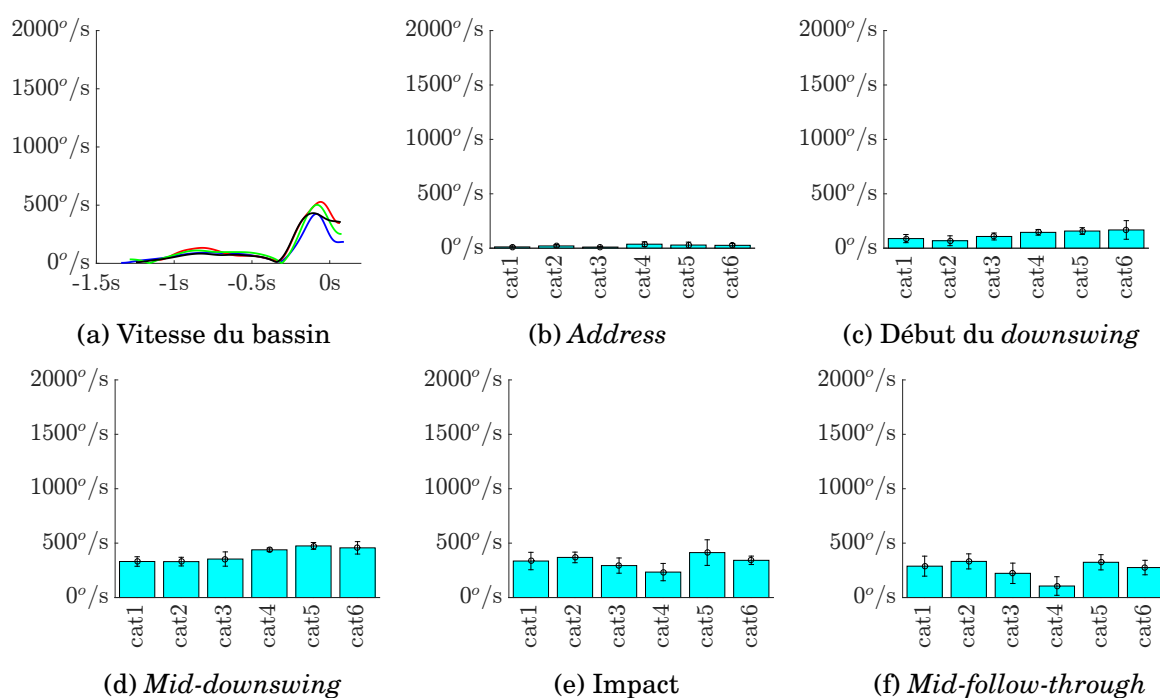 2000°/s
1500°/s
1000°/s
500°/s
0°/s
-1.5s -1s -0.5s 0s
(a) Vitesse du bassin
2000°/s
1500°/s
1000°/s
500°/s
0°/s
cat1 cat2 cat3 cat4 cat5 cat6
(b) Address
2000°/s
1500°/s
1000°/s
500°/s
0°/s
cat1 cat2 cat3 cat4 cat5 cat6
(c) Début du downswing
2000°/s
1500°/s
1000°/s
500°/s
0°/s
cat1 cat2 cat3 cat4 cat5 cat6
(d) Mid-downswing
2000°/s
1500°/s
1000°/s
500°/s
0°/s
cat1 cat2 cat3 cat4 cat5 cat6
(e) Impact
2000°/s
1500°/s
1000°/s
500°/s
0°/s
cat1 cat2 cat3 cat4 cat5 cat6
(f) Mid-follow-through